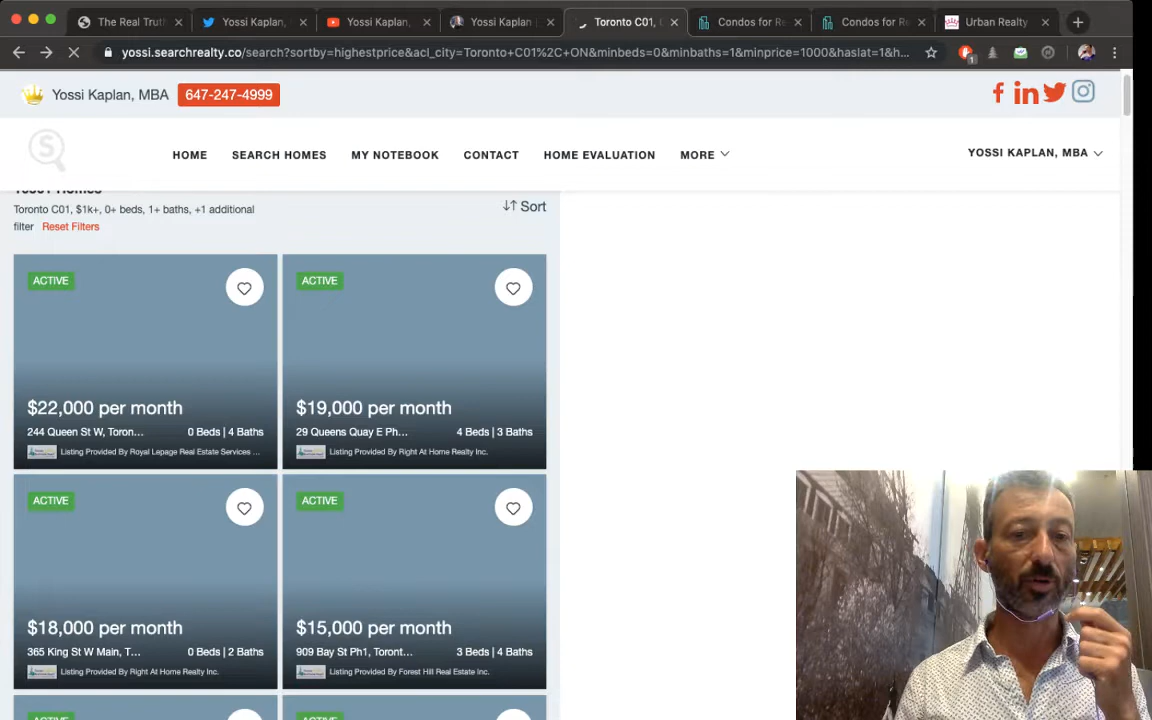 The Real Trut
Yossi Kaplan,
Yossi Kaplan,
Yossi Kaplan
Toronto C01,
Condos for Re
Condos for Re
Urban Realty
yossi.searchrealty.co/search?sortby=highestprice&acl_city=Toronto+C01%2C+ON&minbeds=0&minbaths=1&minprice=1000&haslat=1&h...
1
Yossi Kaplan, MBA 647-247-4999
HOME SEARCH HOMES MY NOTEBOOK CONTACT HOME EVALUATION MORE YOSSI KAPLAN, MBA
Homes
Toronto C01, $1k+, 0+ beds, 1+ baths, +1 additional
filter Reset Filters
Sort
ACTIVE
$22,000 per month
244 Queen St W, Toron... 0 Beds | 4 Baths
Listing Provided By Royal Lepage Real Estate Services ...
ACTIVE
$19,000 per month
29 Queens Quay E Ph... 4 Beds | 3 Baths
Listing Provided By Right At Home Realty Inc.
ACTIVE
$18,000 per month
365 King St W Main, T... 0 Beds | 2 Baths
Listing Provided By Right At Home Realty Inc.
ACTIVE
$15,000 per month
909 Bay St Ph1, Toront... 3 Beds | 4 Baths
Listing Provided By Forest Hill Real Estate Inc.
ACTIVE
ACTIVE